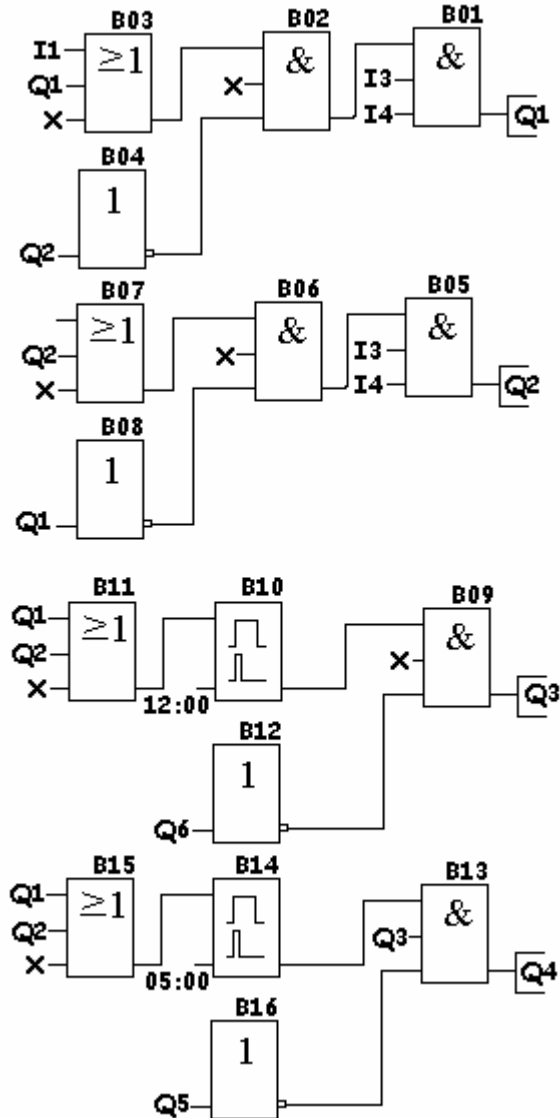 B03 B02 B01
I1 ≥1 & &
Q1 X I3
X I4 Q1
B04
1
Q2
B07 B06 B05
≥1 & &
Q2 X I3
X I4 Q2
B08
1
Q1
B11 B10 B09
Q1 ≥1 &
Q2 X
X 12:00 Q3
B12
1
Q6
B15 B14 B13
Q1 ≥1 &
Q2 Q3
X 05:00 Q4
B16
1
Q5